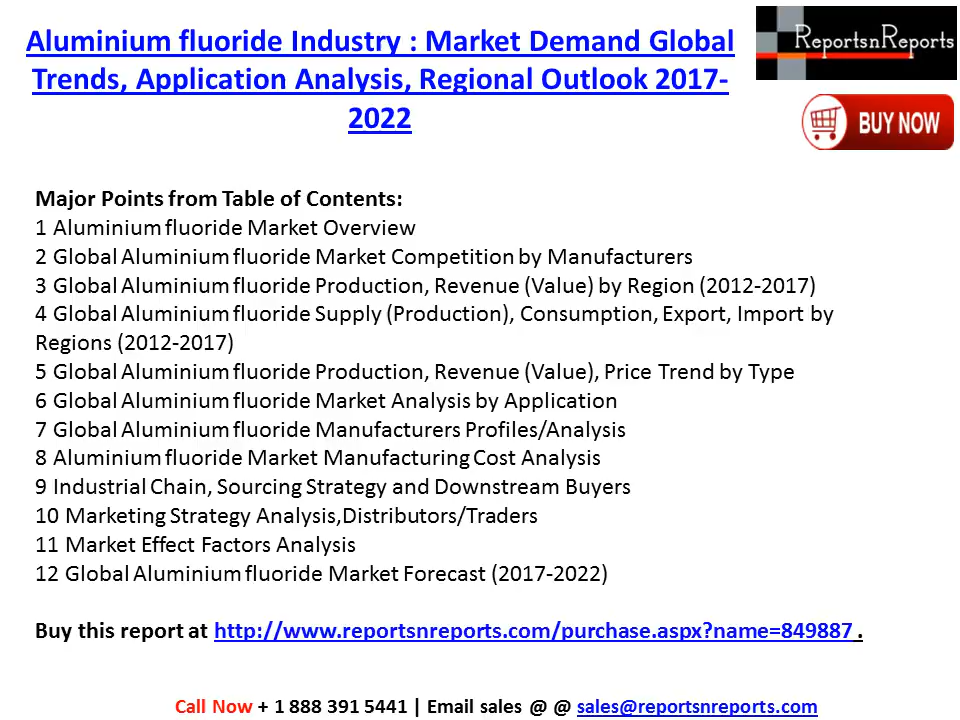 Aluminium fluoride Industry : Market Demand Global
Trends, Application Analysis, Regional Outlook 2017-
2022
ReportsnReports
BUY NOW
Major Points from Table of Contents:
1 Aluminium fluoride Market Overview
2 Global Aluminium fluoride Market Competition by Manufacturers
3 Global Aluminium fluoride Production, Revenue (Value) by Region (2012-2017)
4 Global Aluminium fluoride Supply (Production), Consumption, Export, Import by
Regions (2012-2017)
5 Global Aluminium fluoride Production, Revenue (Value), Price Trend by Type
6 Global Aluminium fluoride Market Analysis by Application
7 Global Aluminium fluoride Manufacturers Profiles/Analysis
8 Aluminium fluoride Market Manufacturing Cost Analysis
9 Industrial Chain, Sourcing Strategy and Downstream Buyers
10 Marketing Strategy Analysis,Distributors/Traders
11 Market Effect Factors Analysis
12 Global Aluminium fluoride Market Forecast (2017-2022)
Buy this report at http://www.reportsnreports.com/purchase.aspx?name=849887 .
Call Now + 1 888 391 5441 | Email sales @ @ sales@reportsnreports.com